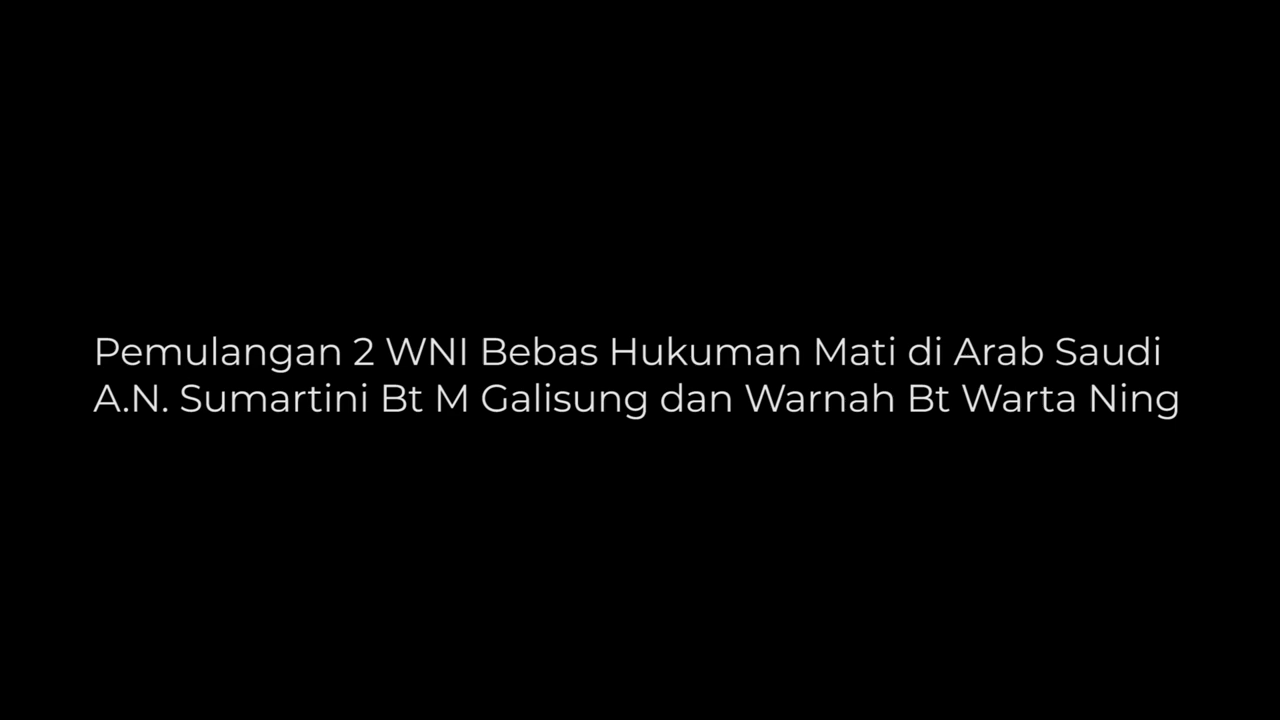 Pemulangan 2 WNI Bebas Hukuman Mati di Arab Saudi
A.N. Sumartini Bt M Galisung dan Warnah Bt Warta Ning